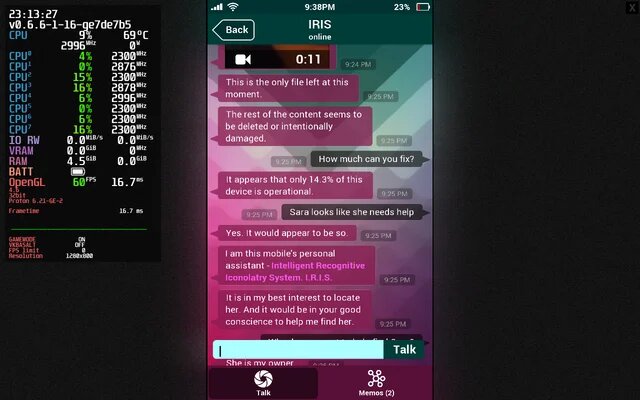 23:13:27
v0.6.6-1-16-ge7de7b5
CPU 9% 69°C
2996MHz 0W
CPU0 4% 2300MHz
CPU1 0% 2876MHz
CPU2 15% 2300MHz
CPU3 16% 2878MHz
CPU4 6% 2996MHz
CPU5 0% 2300MHz
CPU6 6% 2300MHz
CPU7 16% 2300MHz
IO RW 0.0MiB/s 0.0MiB/s
VRAM 0.0GiB
RAM 4.5GiB 0.0GiB
BATT
OpenGL 60FPS 16.7ms
4.6
32bit
Proton 6.21-GE-2
Frametime 16.7 ms
GAMEMODE ON
VKBASALT OFF
FPS limit 0
Resolution 1280x800
9:38PM 23%
Back IRIS
online
0:11
9:24 PM
This is the only file left at this
moment.
9:25 PM
The rest of the content seems to
be deleted or intentionally
damaged.
9:25 PM
9:25 PM How much can you fix?
It appears that only 14.3% of this
device is operational.
9:25 PM
9:25 PM Sara looks like she needs help
Yes. It would appear to be so.
9:25 PM
I am this mobile's personal
assistant - Intelligent Recognitive
Iconolatry System. I.R.I.S.
9:25 PM
It is in my best interest to locate
her. And it would be in your good
conscience to help me find her.
9:25 PM
Talk
She is my owner.
Talk Memos (2)
X